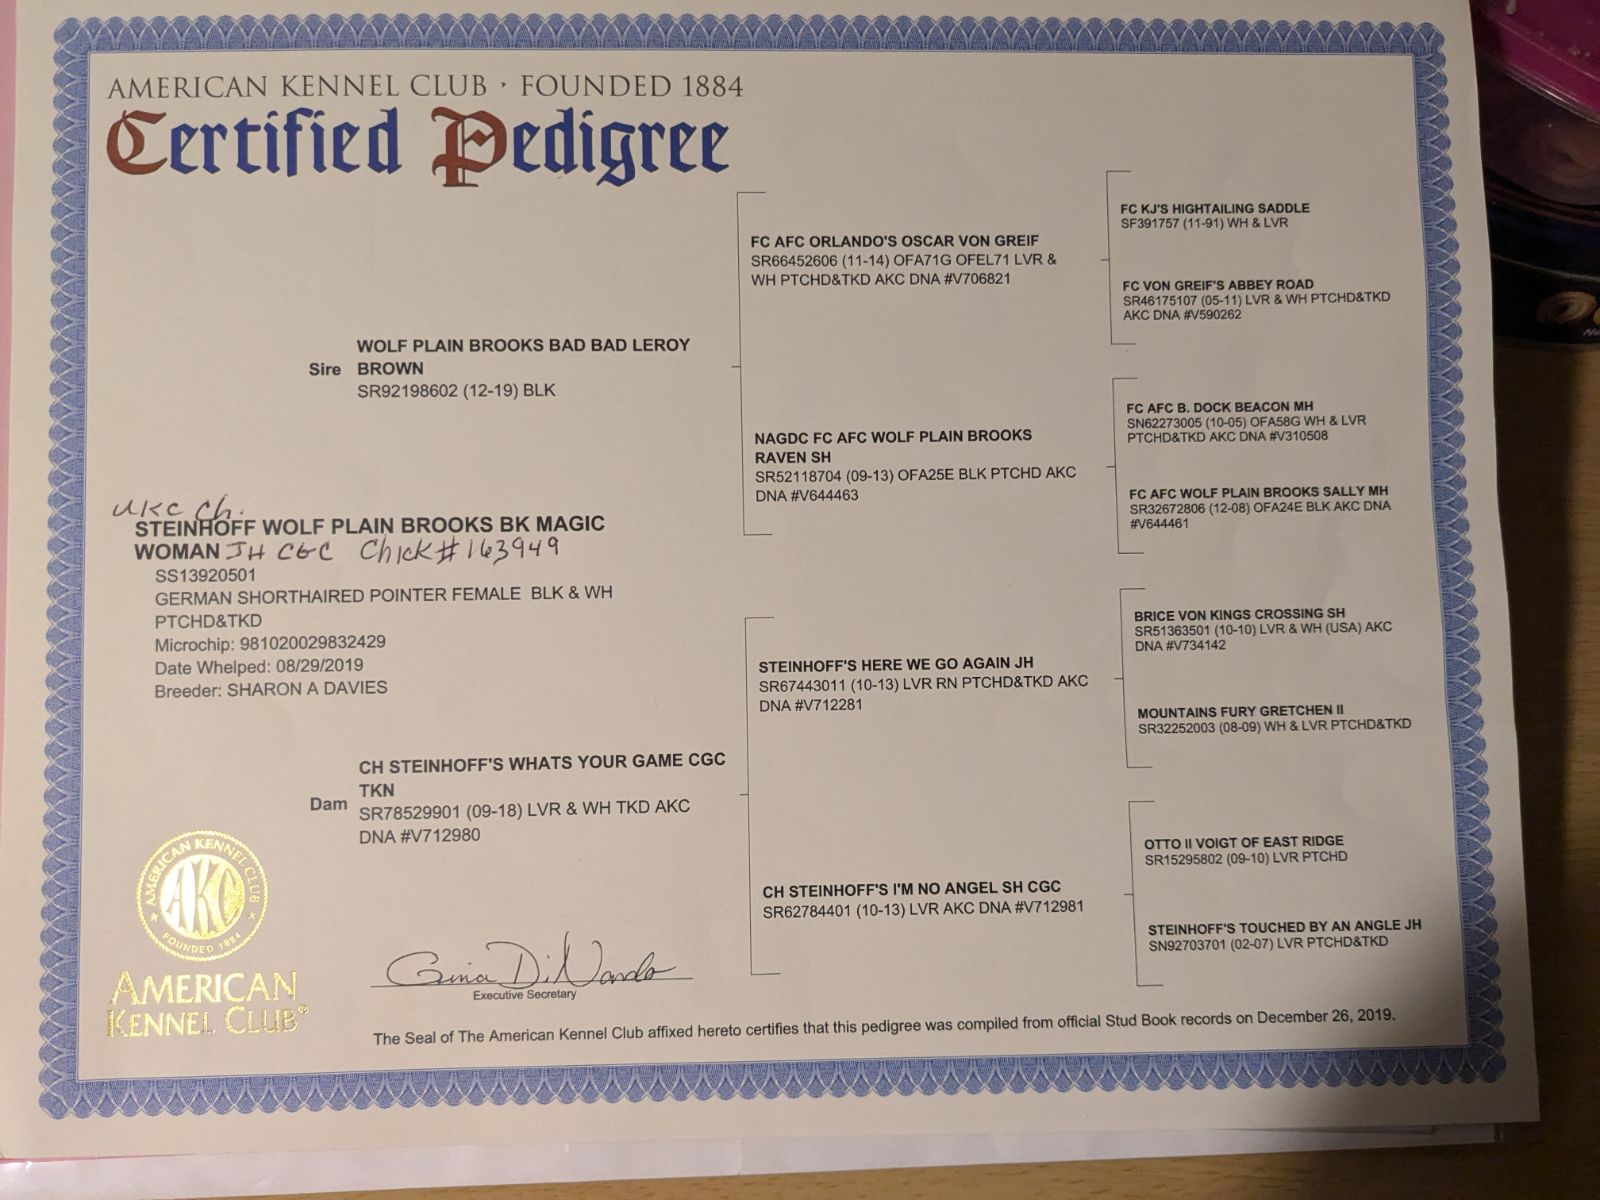 AMERICAN KENNEL CLUB · FOUNDED 1884
Certified Pedigree
FC KJ'S HIGHTAILING SADDLE
SF391757 (11-91) WH & LVR
FC AFC ORLANDO'S OSCAR VON GREIF
SR66452606 (11-14) OFA71G OFEL71 LVR &
WH PTCHD&TKD AKC DNA #V706821
FC VON GREIF'S ABBEY ROAD
SR46175107 (05-11) LVR & WH PTCHD&TKD
AKC DNA #V590262
WOLF PLAIN BROOKS BAD BAD LEROY
Sire BROWN
SR92198602 (12-19) BLK
FC AFC B. DOCK BEACON MH
SN62273005 (10-05) OFA58G WH & LVR
PTCHD&TKD AKC DNA #V310508
NAGDC FC AFC WOLF PLAIN BROOKS
RAVEN SH
SR52118704 (09-13) OFA25E BLK PTCHD AKC
DNA #V644463
FC AFC WOLF PLAIN BROOKS SALLY MH
SR32672806 (12-08) OFA24E BLK AKC DNA
#V644461
UKC Ch.
STEINHOFF WOLF PLAIN BROOKS BK MAGIC
WOMAN JH CGC Chick# 163949
SS13920501
GERMAN SHORTHAIRED POINTER FEMALE BLK & WH
PTCHD&TKD
Microchip: 981020029832429
Date Whelped: 08/29/2019
Breeder: SHARON A DAVIES
BRICE VON KINGS CROSSING SH
SR51363501 (10-10) LVR & WH (USA) AKC
DNA #V734142
STEINHOFF'S HERE WE GO AGAIN JH
SR67443011 (10-13) LVR RN PTCHD&TKD AKC
DNA #V712281
MOUNTAINS FURY GRETCHEN II
SR32252003 (08-09) WH & LVR PTCHD&TKD
CH STEINHOFF'S WHATS YOUR GAME CGC
TKN
Dam SR78529901 (09-18) LVR & WH TKD AKC
DNA #V712980
OTTO II VOIGT OF EAST RIDGE
SR15295802 (09-10) LVR PTCHD
CH STEINHOFF'S I'M NO ANGEL SH CGC
SR62784401 (10-13) LVR AKC DNA #V712981
STEINHOFF'S TOUCHED BY AN ANGLE JH
SN92703701 (02-07) LVR PTCHD&TKD
AMERICAN KENNEL CLUB
AKC
FOUNDED 1884
AMERICAN
KENNEL CLUB®
Gina DiNardo
Executive Secretary
The Seal of The American Kennel Club affixed hereto certifies that this pedigree was compiled from official Stud Book records on December 26, 2019.